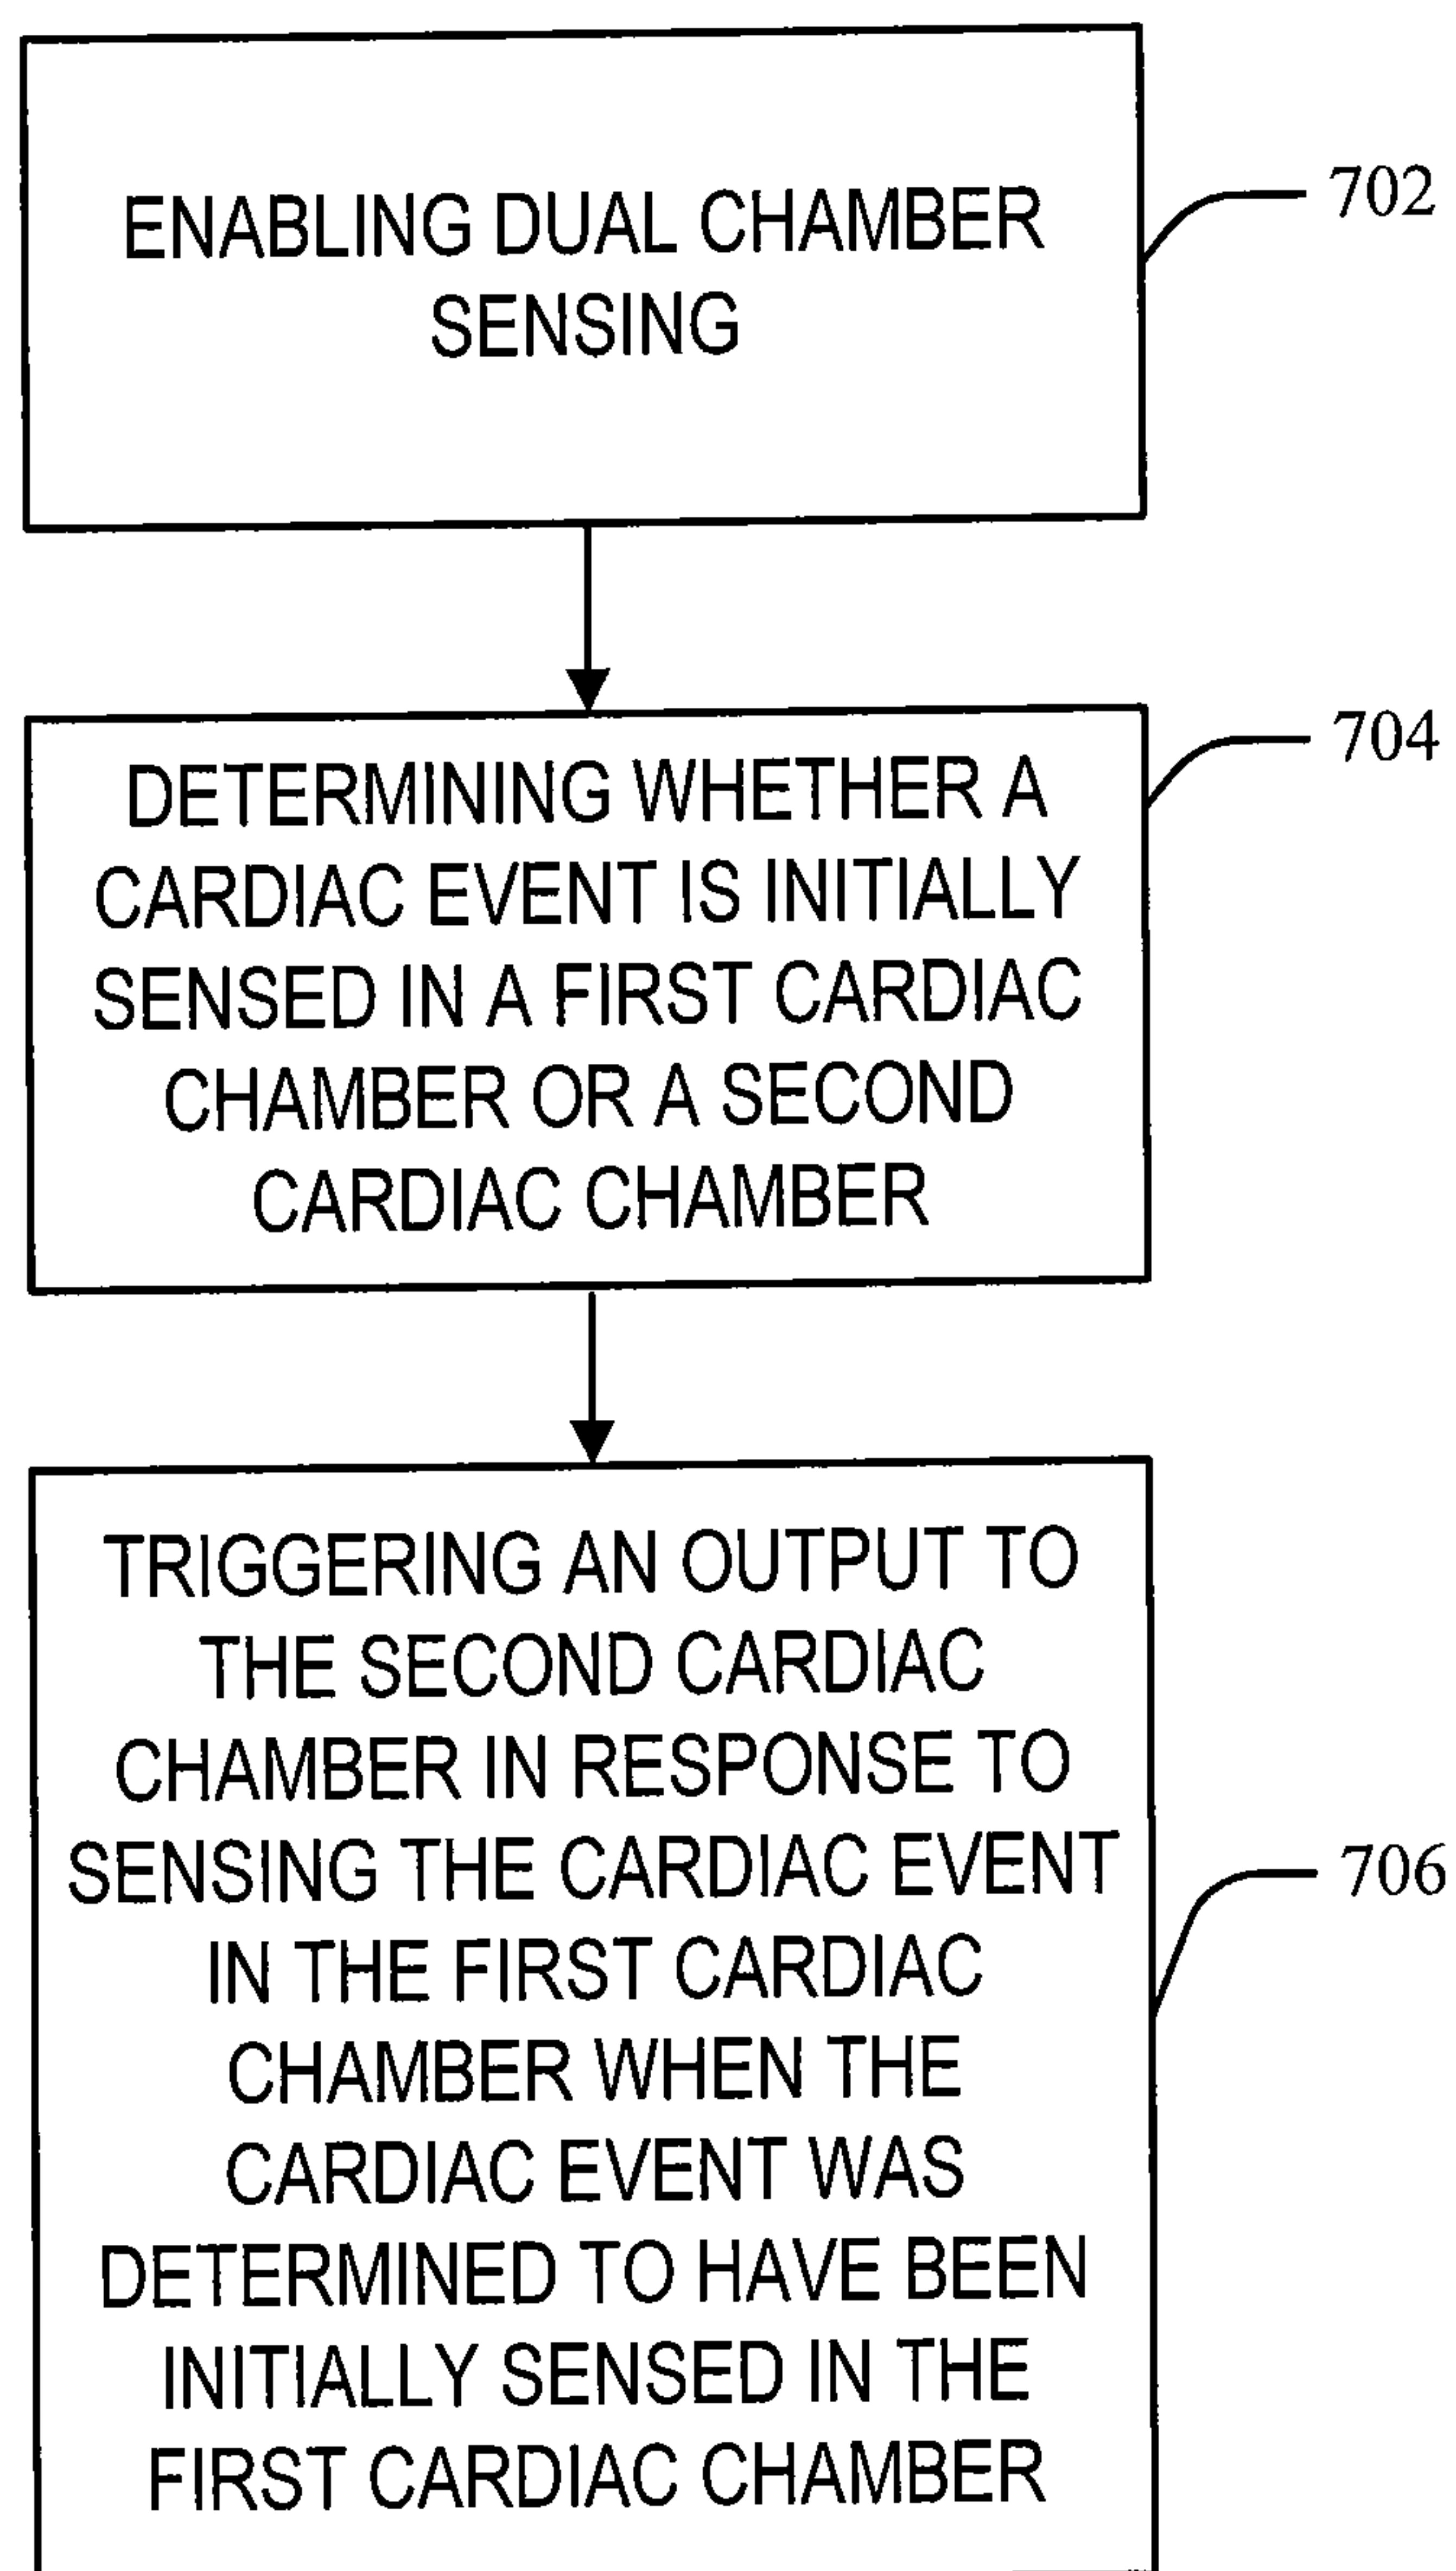 ENABLING DUAL CHAMBER
SENSING
702
DETERMINING WHETHER A
CARDIAC EVENT IS INITIALLY
SENSED IN A FIRST CARDIAC
CHAMBER OR A SECOND
CARDIAC CHAMBER
704
TRIGGERING AN OUTPUT TO
THE SECOND CARDIAC
CHAMBER IN RESPONSE TO
SENSING THE CARDIAC EVENT
IN THE FIRST CARDIAC
CHAMBER WHEN THE
CARDIAC EVENT WAS
DETERMINED TO HAVE BEEN
INITIALLY SENSED IN THE
FIRST CARDIAC CHAMBER
706